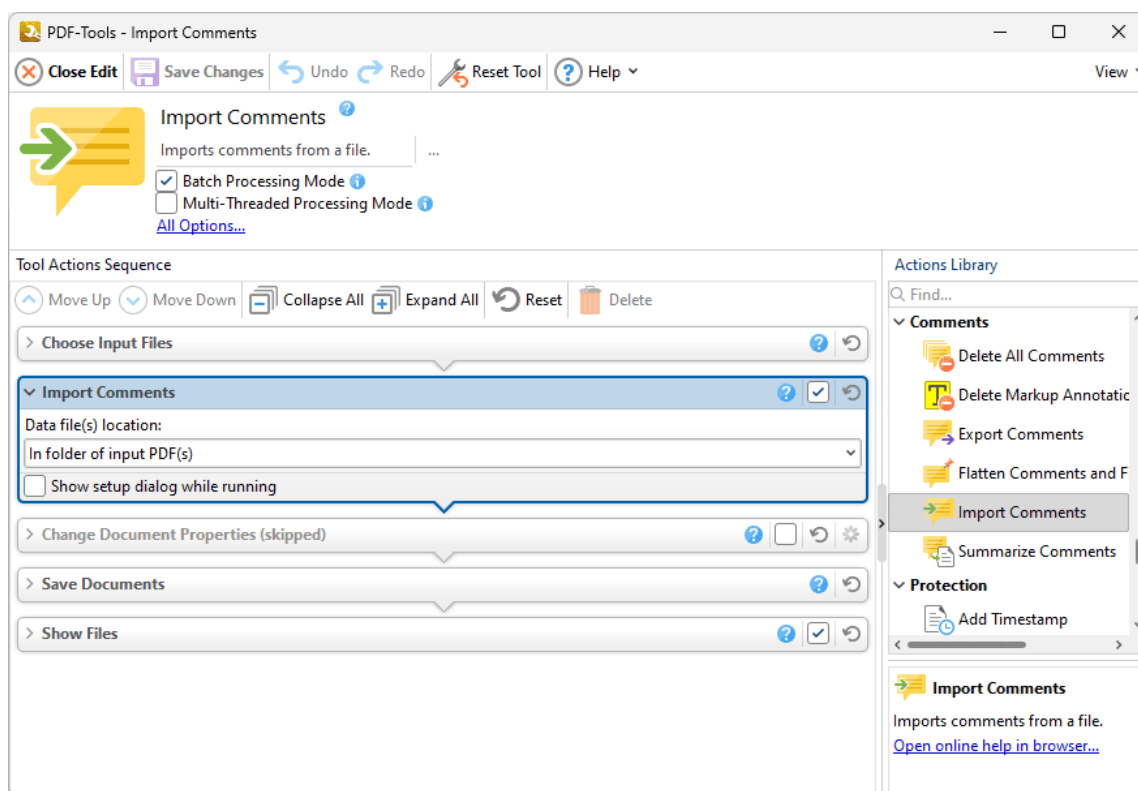 PDF-Tools - Import Comments
Close Edit Save Changes Undo Redo Reset Tool Help View
Import Comments
Imports comments from a file. ...
Batch Processing Mode
Multi-Threaded Processing Mode
All Options...
Tool Actions Sequence
Move Up Move Down Collapse All Expand All Reset Delete
Choose Input Files
Import Comments
Data file(s) location:
In folder of input PDF(s)
Show setup dialog while running
Change Document Properties (skipped)
Save Documents
Show Files
Actions Library
Find...
Comments
Delete All Comments
Delete Markup Annotatio
Export Comments
Flatten Comments and F
Import Comments
Summarize Comments
Protection
Add Timestamp
Import Comments
Imports comments from a file.
Open online help in browser...